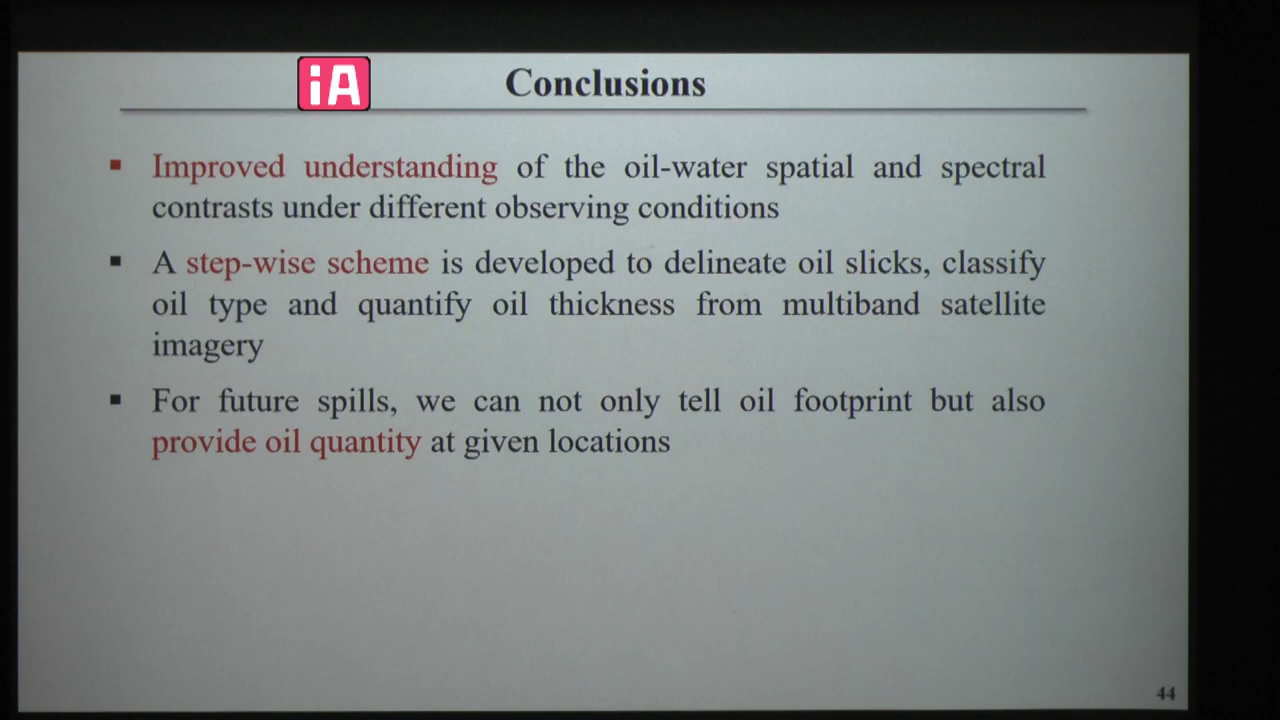 iA
Conclusions
Improved understanding of the oil-water spatial and spectral
contrasts under different observing conditions
A step-wise scheme is developed to delineate oil slicks, classify
oil type and quantify oil thickness from multiband satellite
imagery
For future spills, we can not only tell oil footprint but also
provide oil quantity at given locations
44